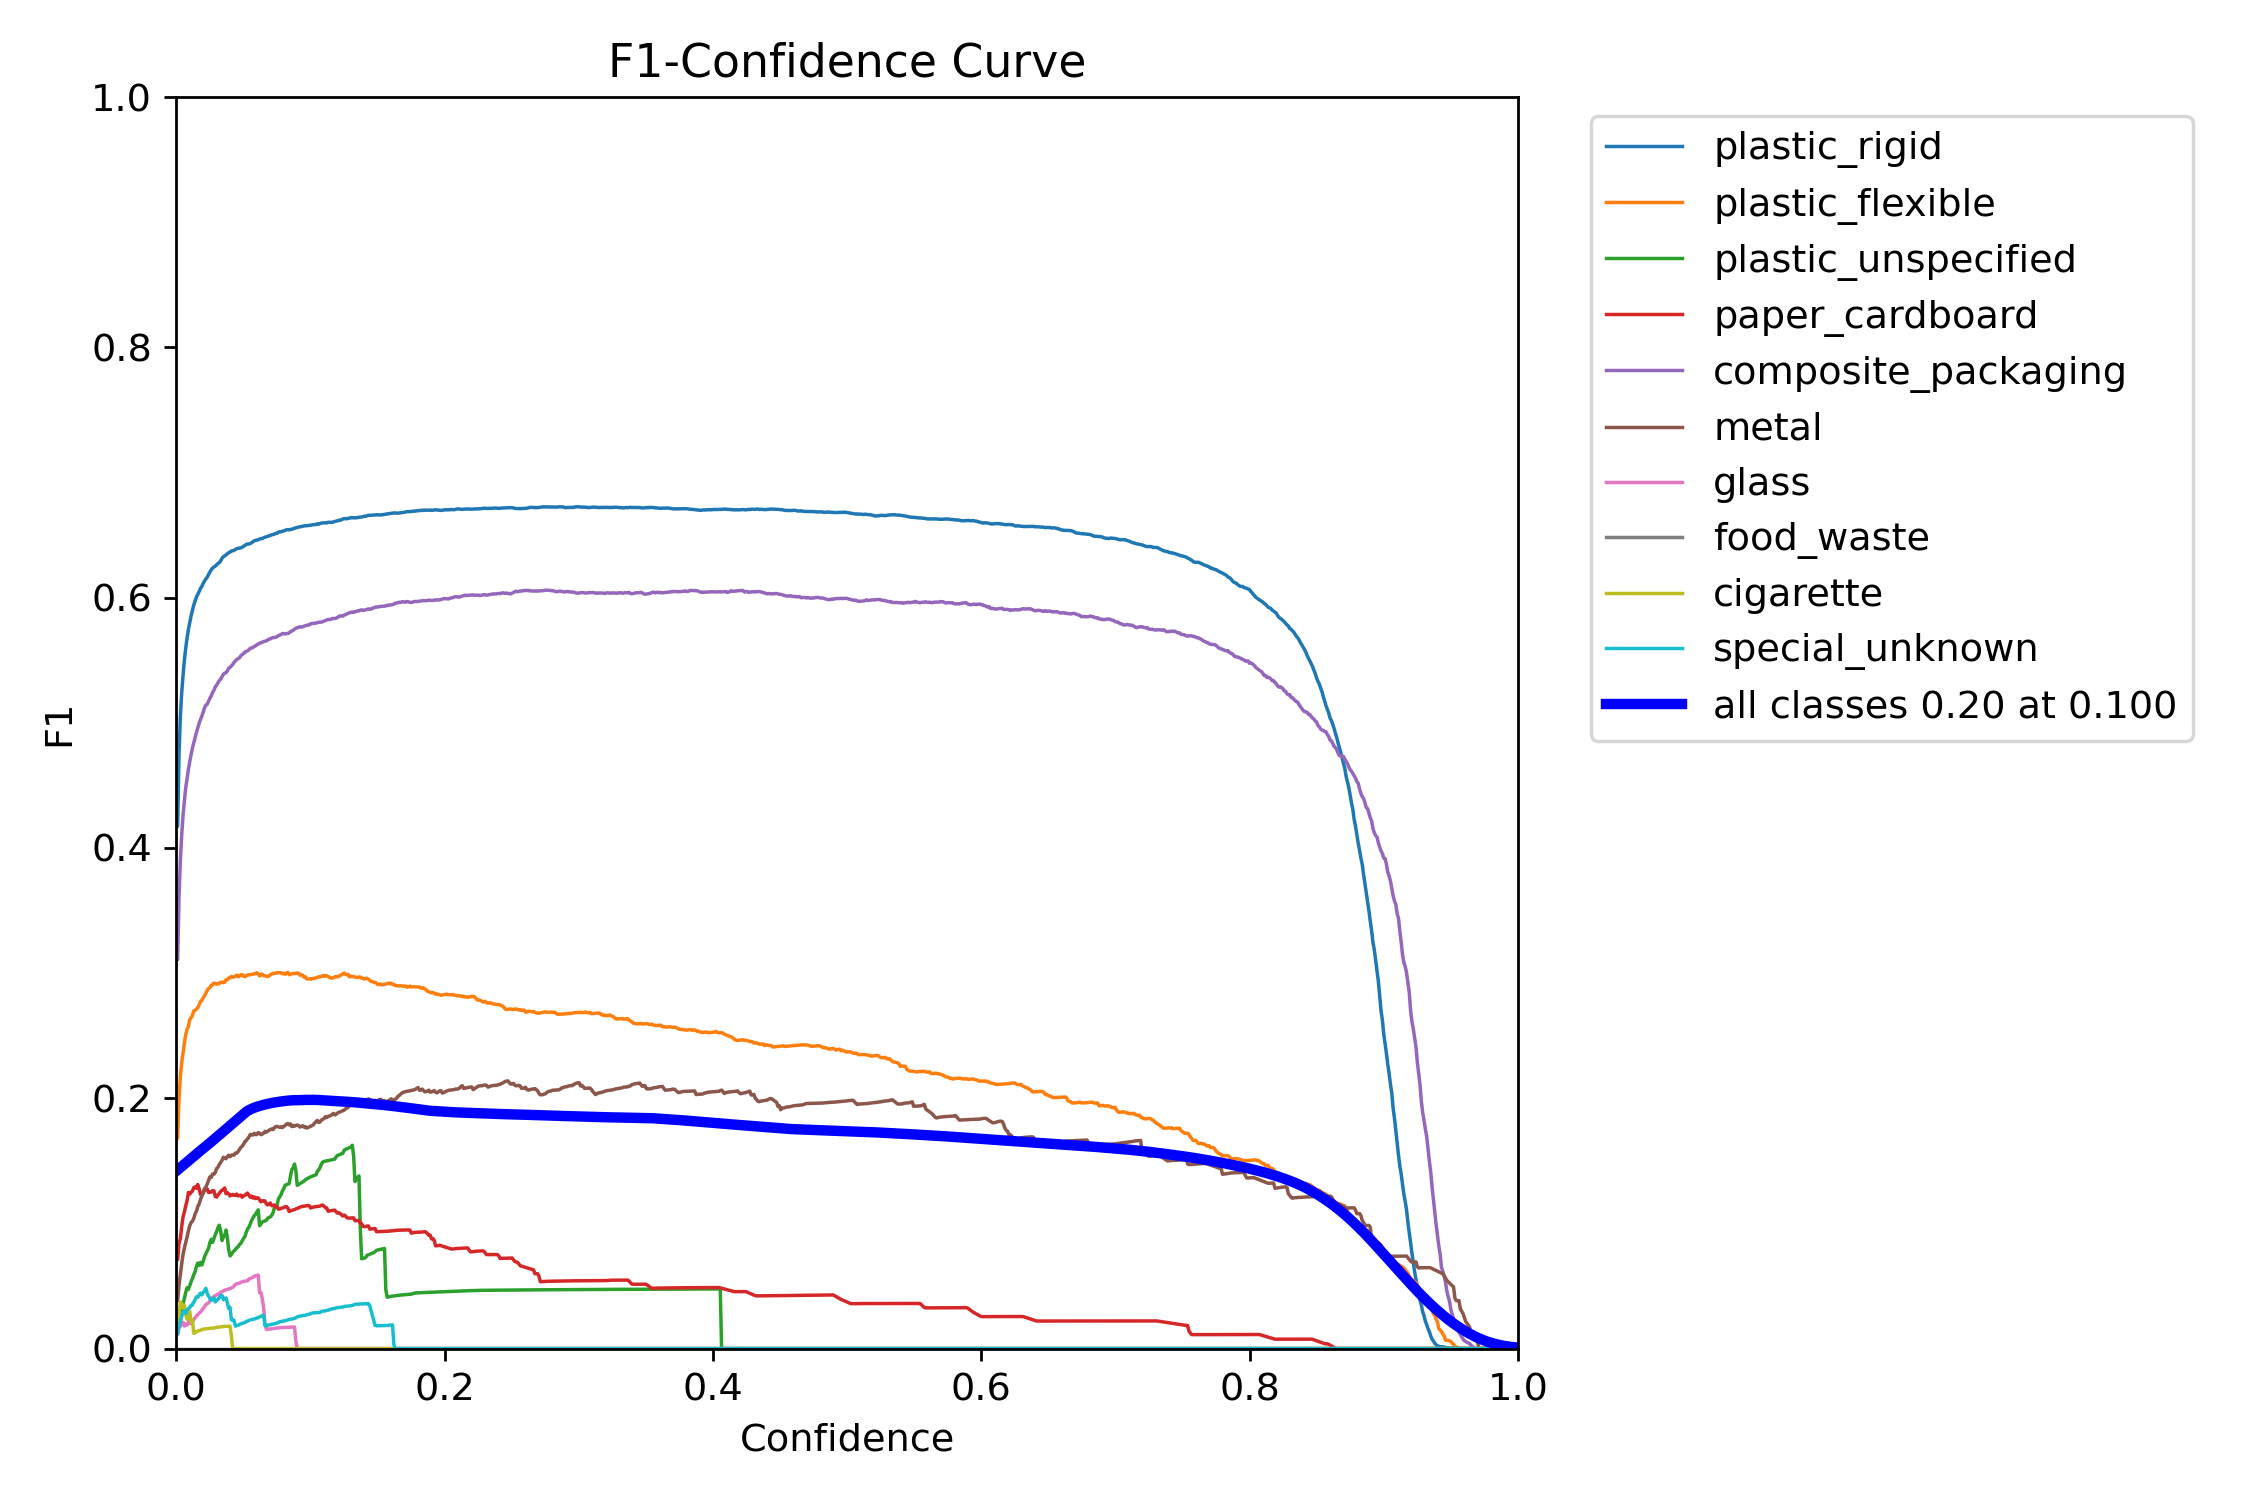 F1-Confidence Curve
1.0
0.8
0.6
0.4
0.2
0.0
F1
0.0 0.2 0.4 0.6 0.8 1.0
Confidence
plastic_rigid
plastic_flexible
plastic_unspecified
paper_cardboard
composite_packaging
metal
glass
food_waste
cigarette
special_unknown
all classes 0.20 at 0.100